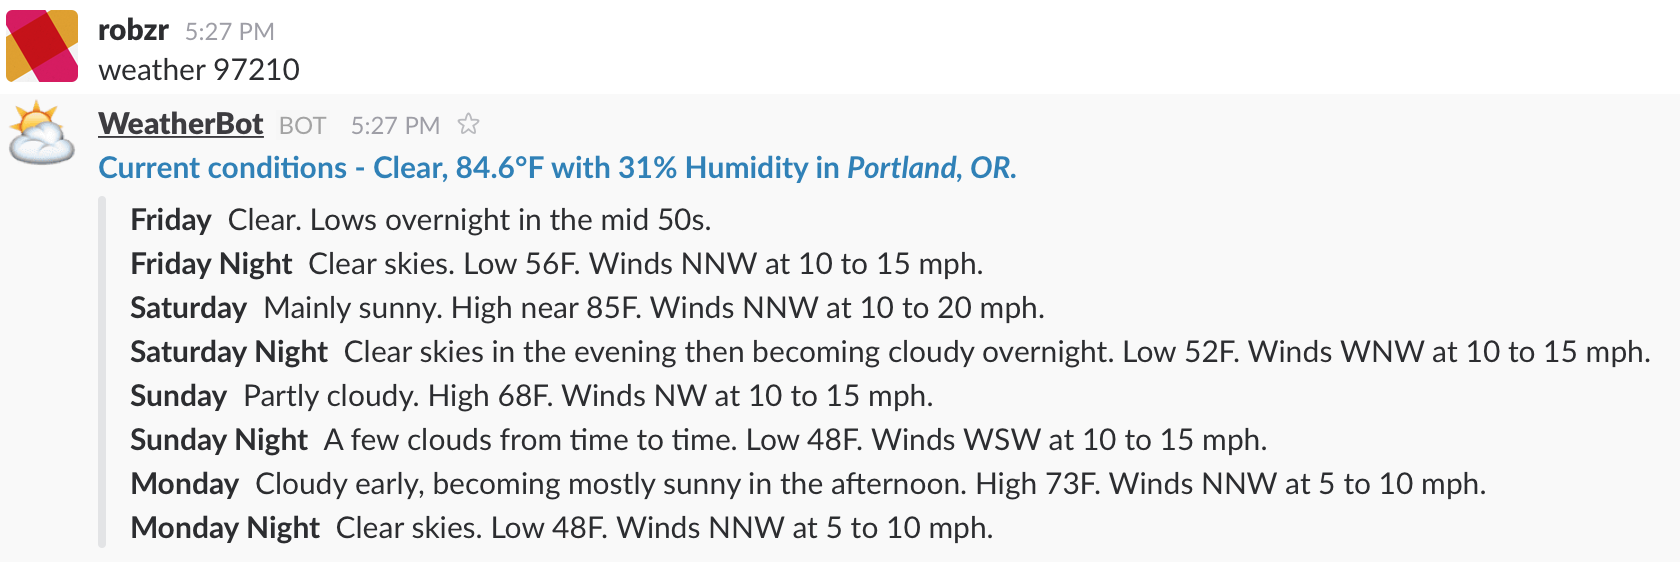 robzr 5:27 PM
weather 97210
WeatherBot BOT 5:27 PM
Current conditions - Clear, 84.6°F with 31% Humidity in Portland, OR.
Friday Clear. Lows overnight in the mid 50s.
Friday Night Clear skies. Low 56F. Winds NNW at 10 to 15 mph.
Saturday Mainly sunny. High near 85F. Winds NNW at 10 to 20 mph.
Saturday Night Clear skies in the evening then becoming cloudy overnight. Low 52F. Winds WNW at 10 to 15 mph.
Sunday Partly cloudy. High 68F. Winds NW at 10 to 15 mph.
Sunday Night A few clouds from time to time. Low 48F. Winds WSW at 10 to 15 mph.
Monday Cloudy early, becoming mostly sunny in the afternoon. High 73F. Winds NNW at 5 to 10 mph.
Monday Night Clear skies. Low 48F. Winds NNW at 5 to 10 mph.